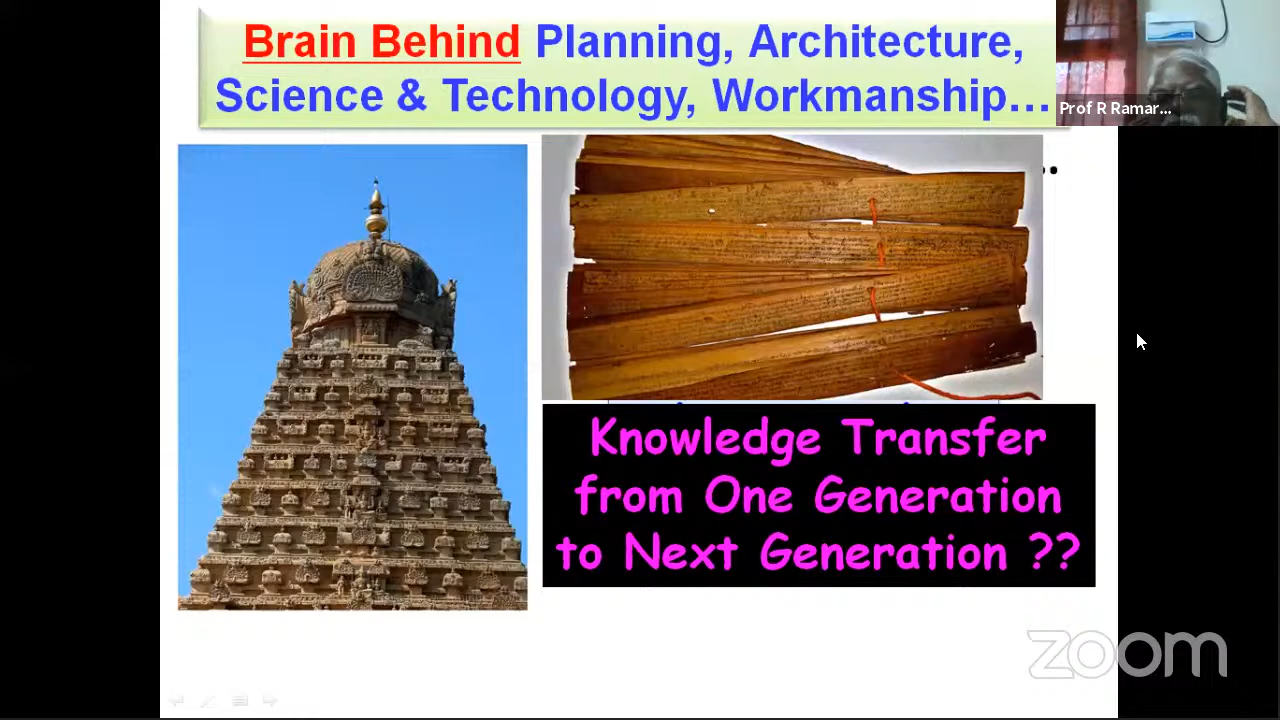 Brain Behind Planning, Architecture,
Science & Technology, Workmanship…
Prof R Ramar...
Knowledge Transfer
from One Generation
to Next Generation ??
zoom